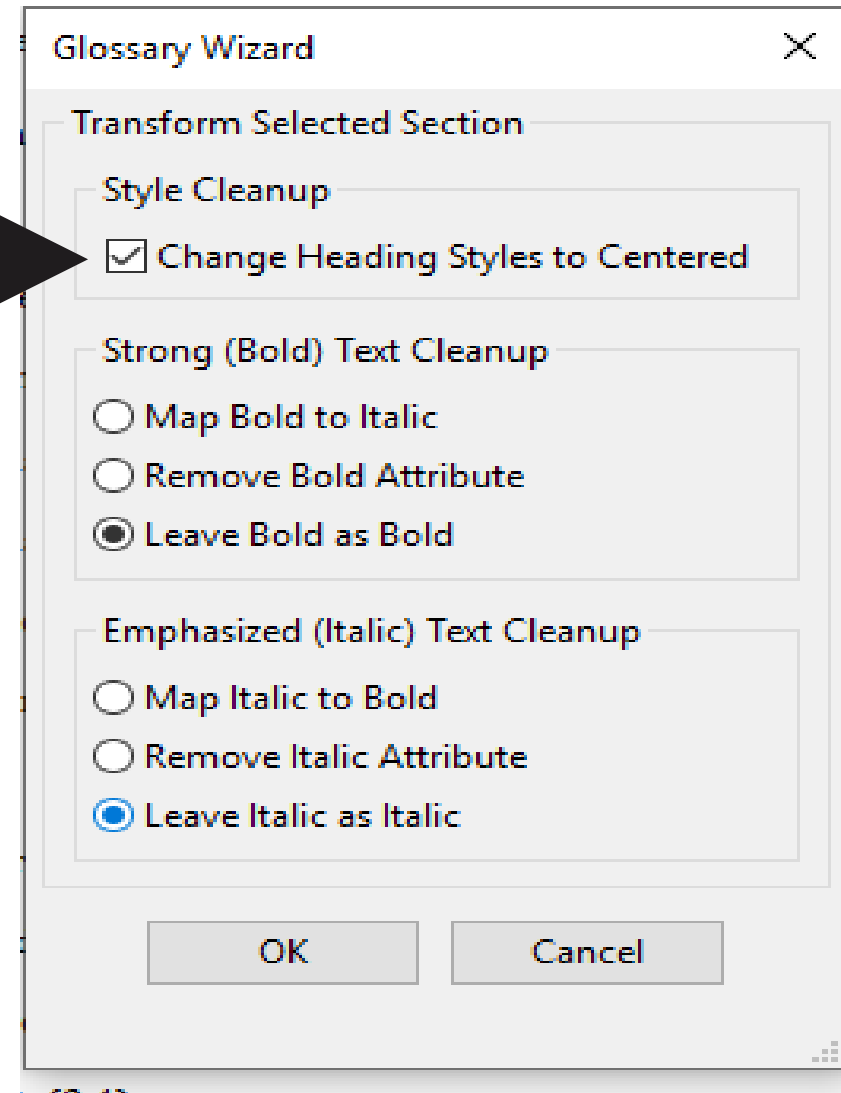 Glossary Wizard
Transform Selected Section
Style Cleanup
Change Heading Styles to Centered
Strong (Bold) Text Cleanup
Map Bold to Italic
Remove Bold Attribute
Leave Bold as Bold
Emphasized (Italic) Text Cleanup
Map Italic to Bold
Remove Italic Attribute
Leave Italic as Italic
OK Cancel